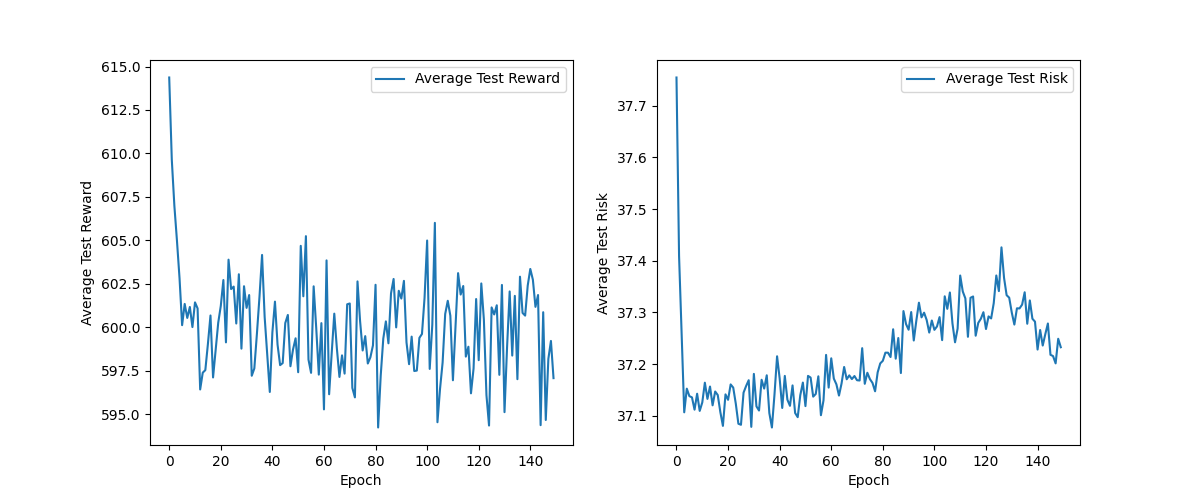 Average Test Reward
615.0
612.5
610.0
607.5
605.0
602.5
600.0
597.5
595.0
Average Test Reward
0 20 40 60 80 100 120 140
Epoch
Average Test Risk
37.7
37.6
37.5
37.4
37.3
37.2
37.1
Average Test Risk
0 20 40 60 80 100 120 140
Epoch